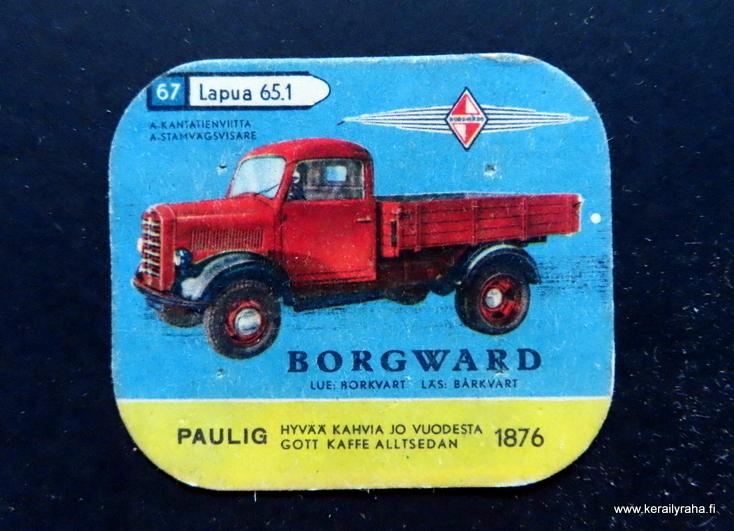 67 Lapua 65.1
A-KANTATIENVIITTA
A-STAMVÄGSVISARE
BORGWARD
BORGWARD
LUE: BORKVART LÄS: BÅRKVART
PAULIG HYVÄÄ KAHVIA JO VUODESTA 1876
GOTT KAFFE ALLTSEDAN
www.kerailyraha.fi